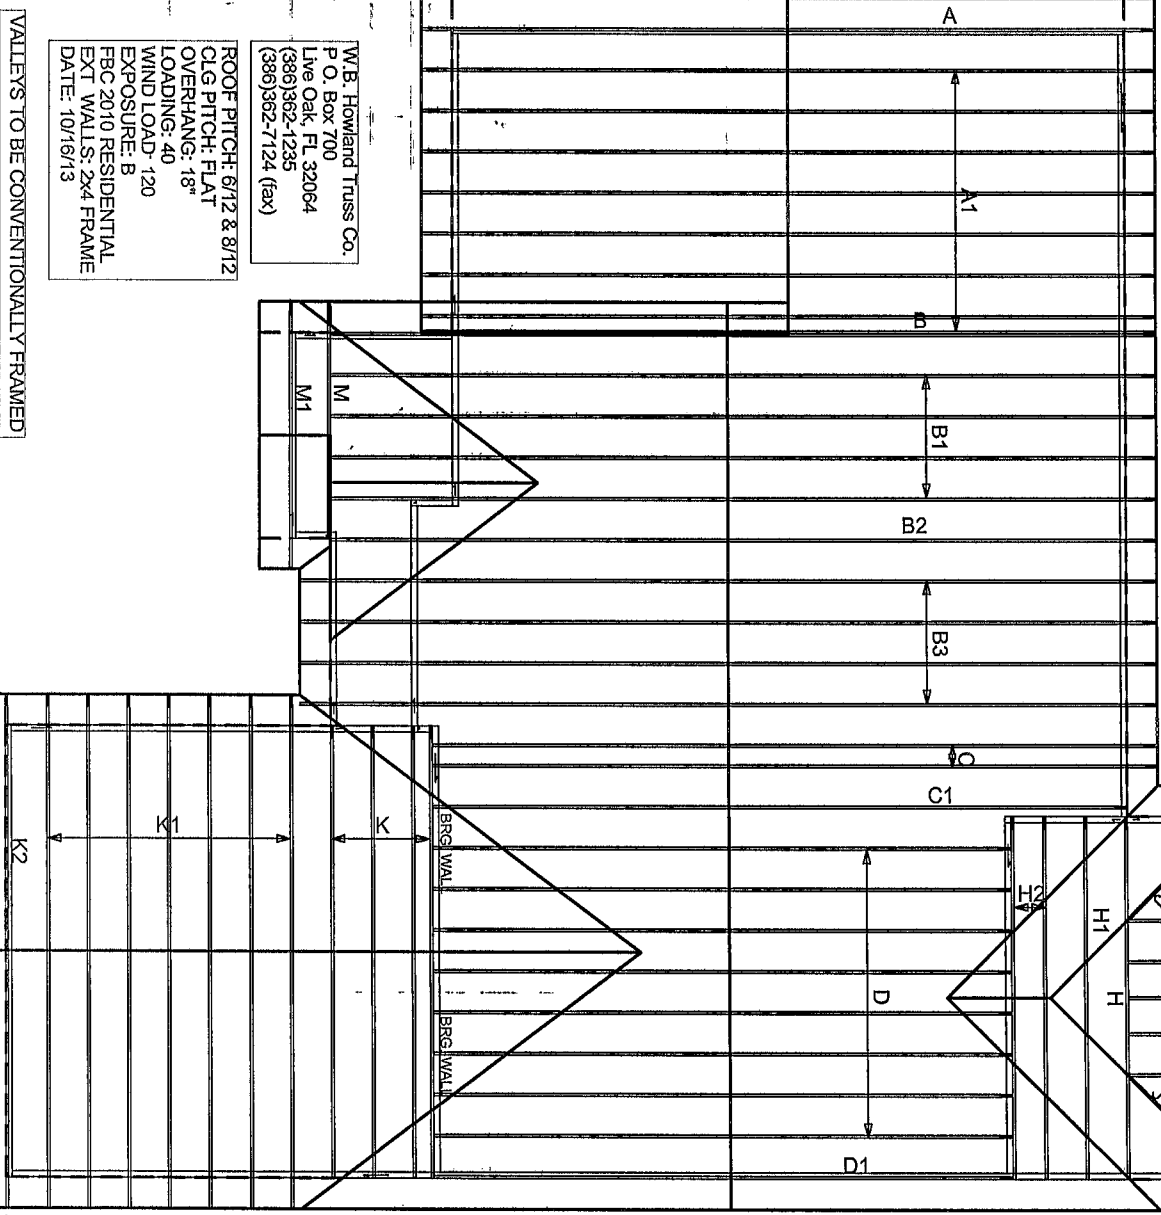 A
W.B. Howland Truss Co.
P O. Box 700
Live Oak, FL 32064
(386)362-1235
(386)362-7124 (fax)
ROOF PITCH: 6/12 & 8/12
CLG PITCH: FLAT
OVERHANG: 18"
LOADING: 40
WIND LOAD: 120
EXPOSURE: B
FBC 2010 RESIDENTIAL
EXT WALLS: 2x4 FRAME
DATE: 10/16/13
VALLEYS TO BE CONVENTIONALLY FRAMED
A1
B
M
M1
B1
B2
B3
C
C1
K2
K1
K
BRG WAL
H2
H1
H
D
BRG WALL
D1